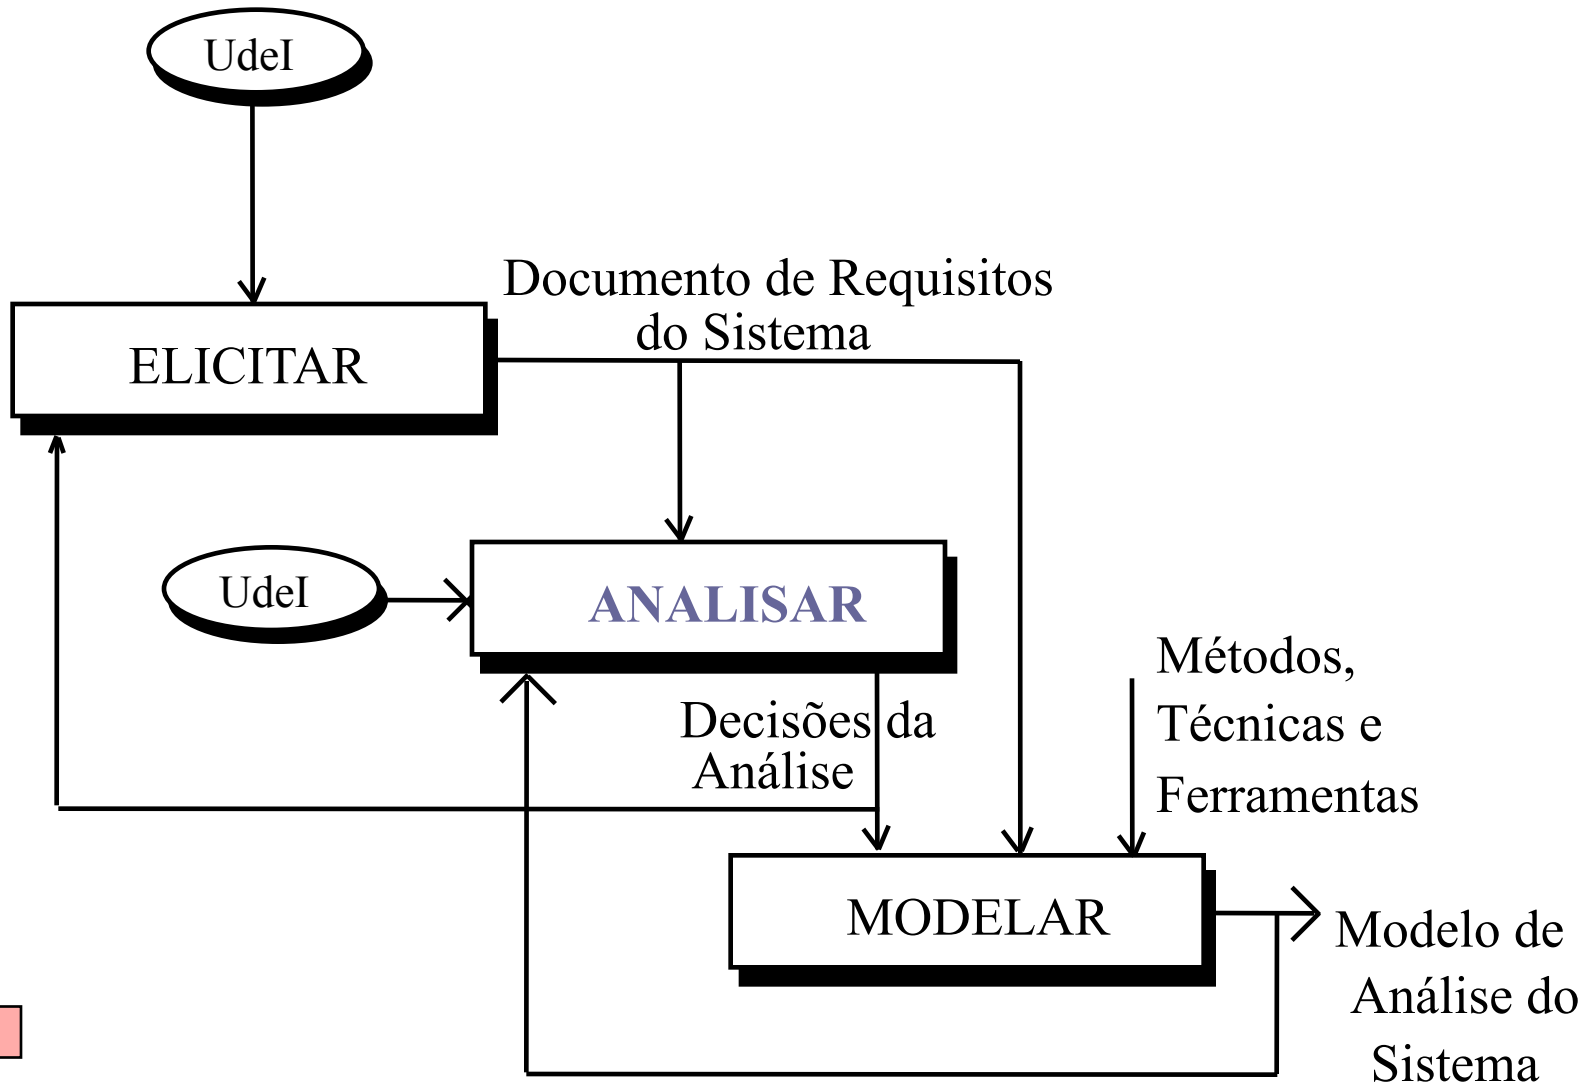 UdeI
Documento de Requisitos
do Sistema
ELICITAR
UdeI
ANALISAR
Decisões da
Análise
Métodos,
Técnicas e
Ferramentas
MODELAR
Modelo de
Análise do
Sistema